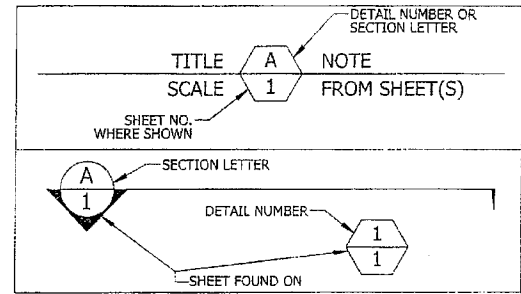 DETAIL NUMBER OR
SECTION LETTER
TITLE A NOTE
SCALE 1 FROM SHEET(S)
SHEET NO.
WHERE SHOWN
SECTION LETTER
A
1
DETAIL NUMBER
1
1
SHEET FOUND ON